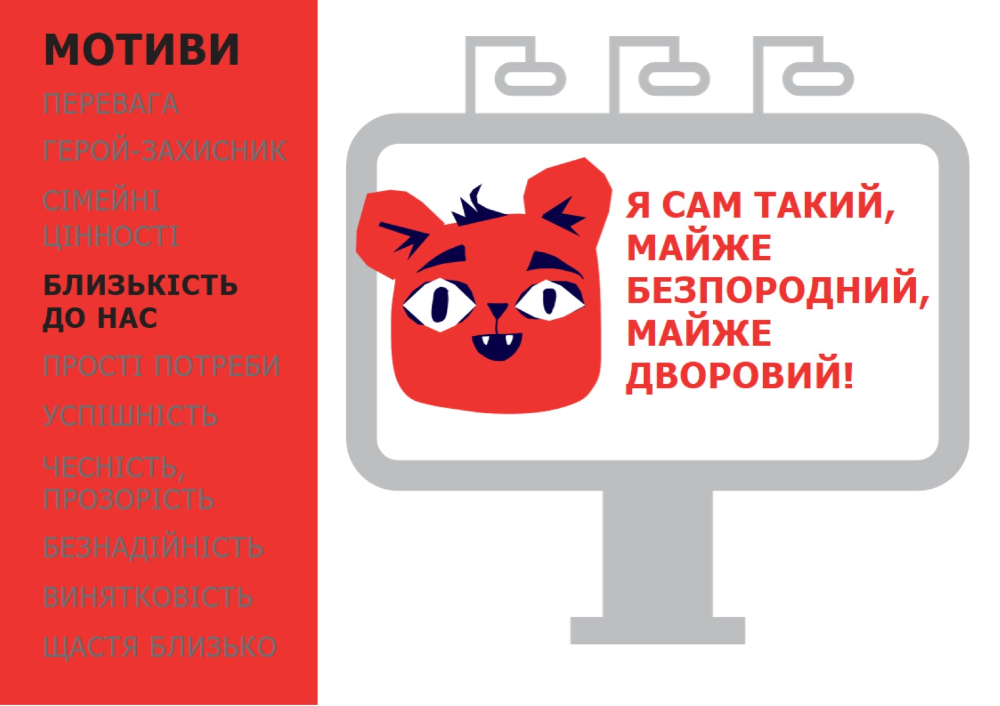 МОТИВИ
ПЕРЕВАГА
ГЕРОЙ-ЗАХИСНИК
СІМЕЙНІ
ЦІННОСТІ
БЛИЗЬКІСТЬ
ДО НАС
ПРОСТІ ПОТРЕБИ
УСПІШНІСТЬ
ЧЕСНІСТЬ,
ПРОЗОРІСТЬ
БЕЗНАДІЙНІСТЬ
ВИНЯТКОВІСТЬ
ЩАСТЯ БЛИЗЬКО
Я САМ ТАКИЙ,
МАЙЖЕ
БЕЗПОРОДНИЙ,
МАЙЖЕ
ДВОРОВИЙ!